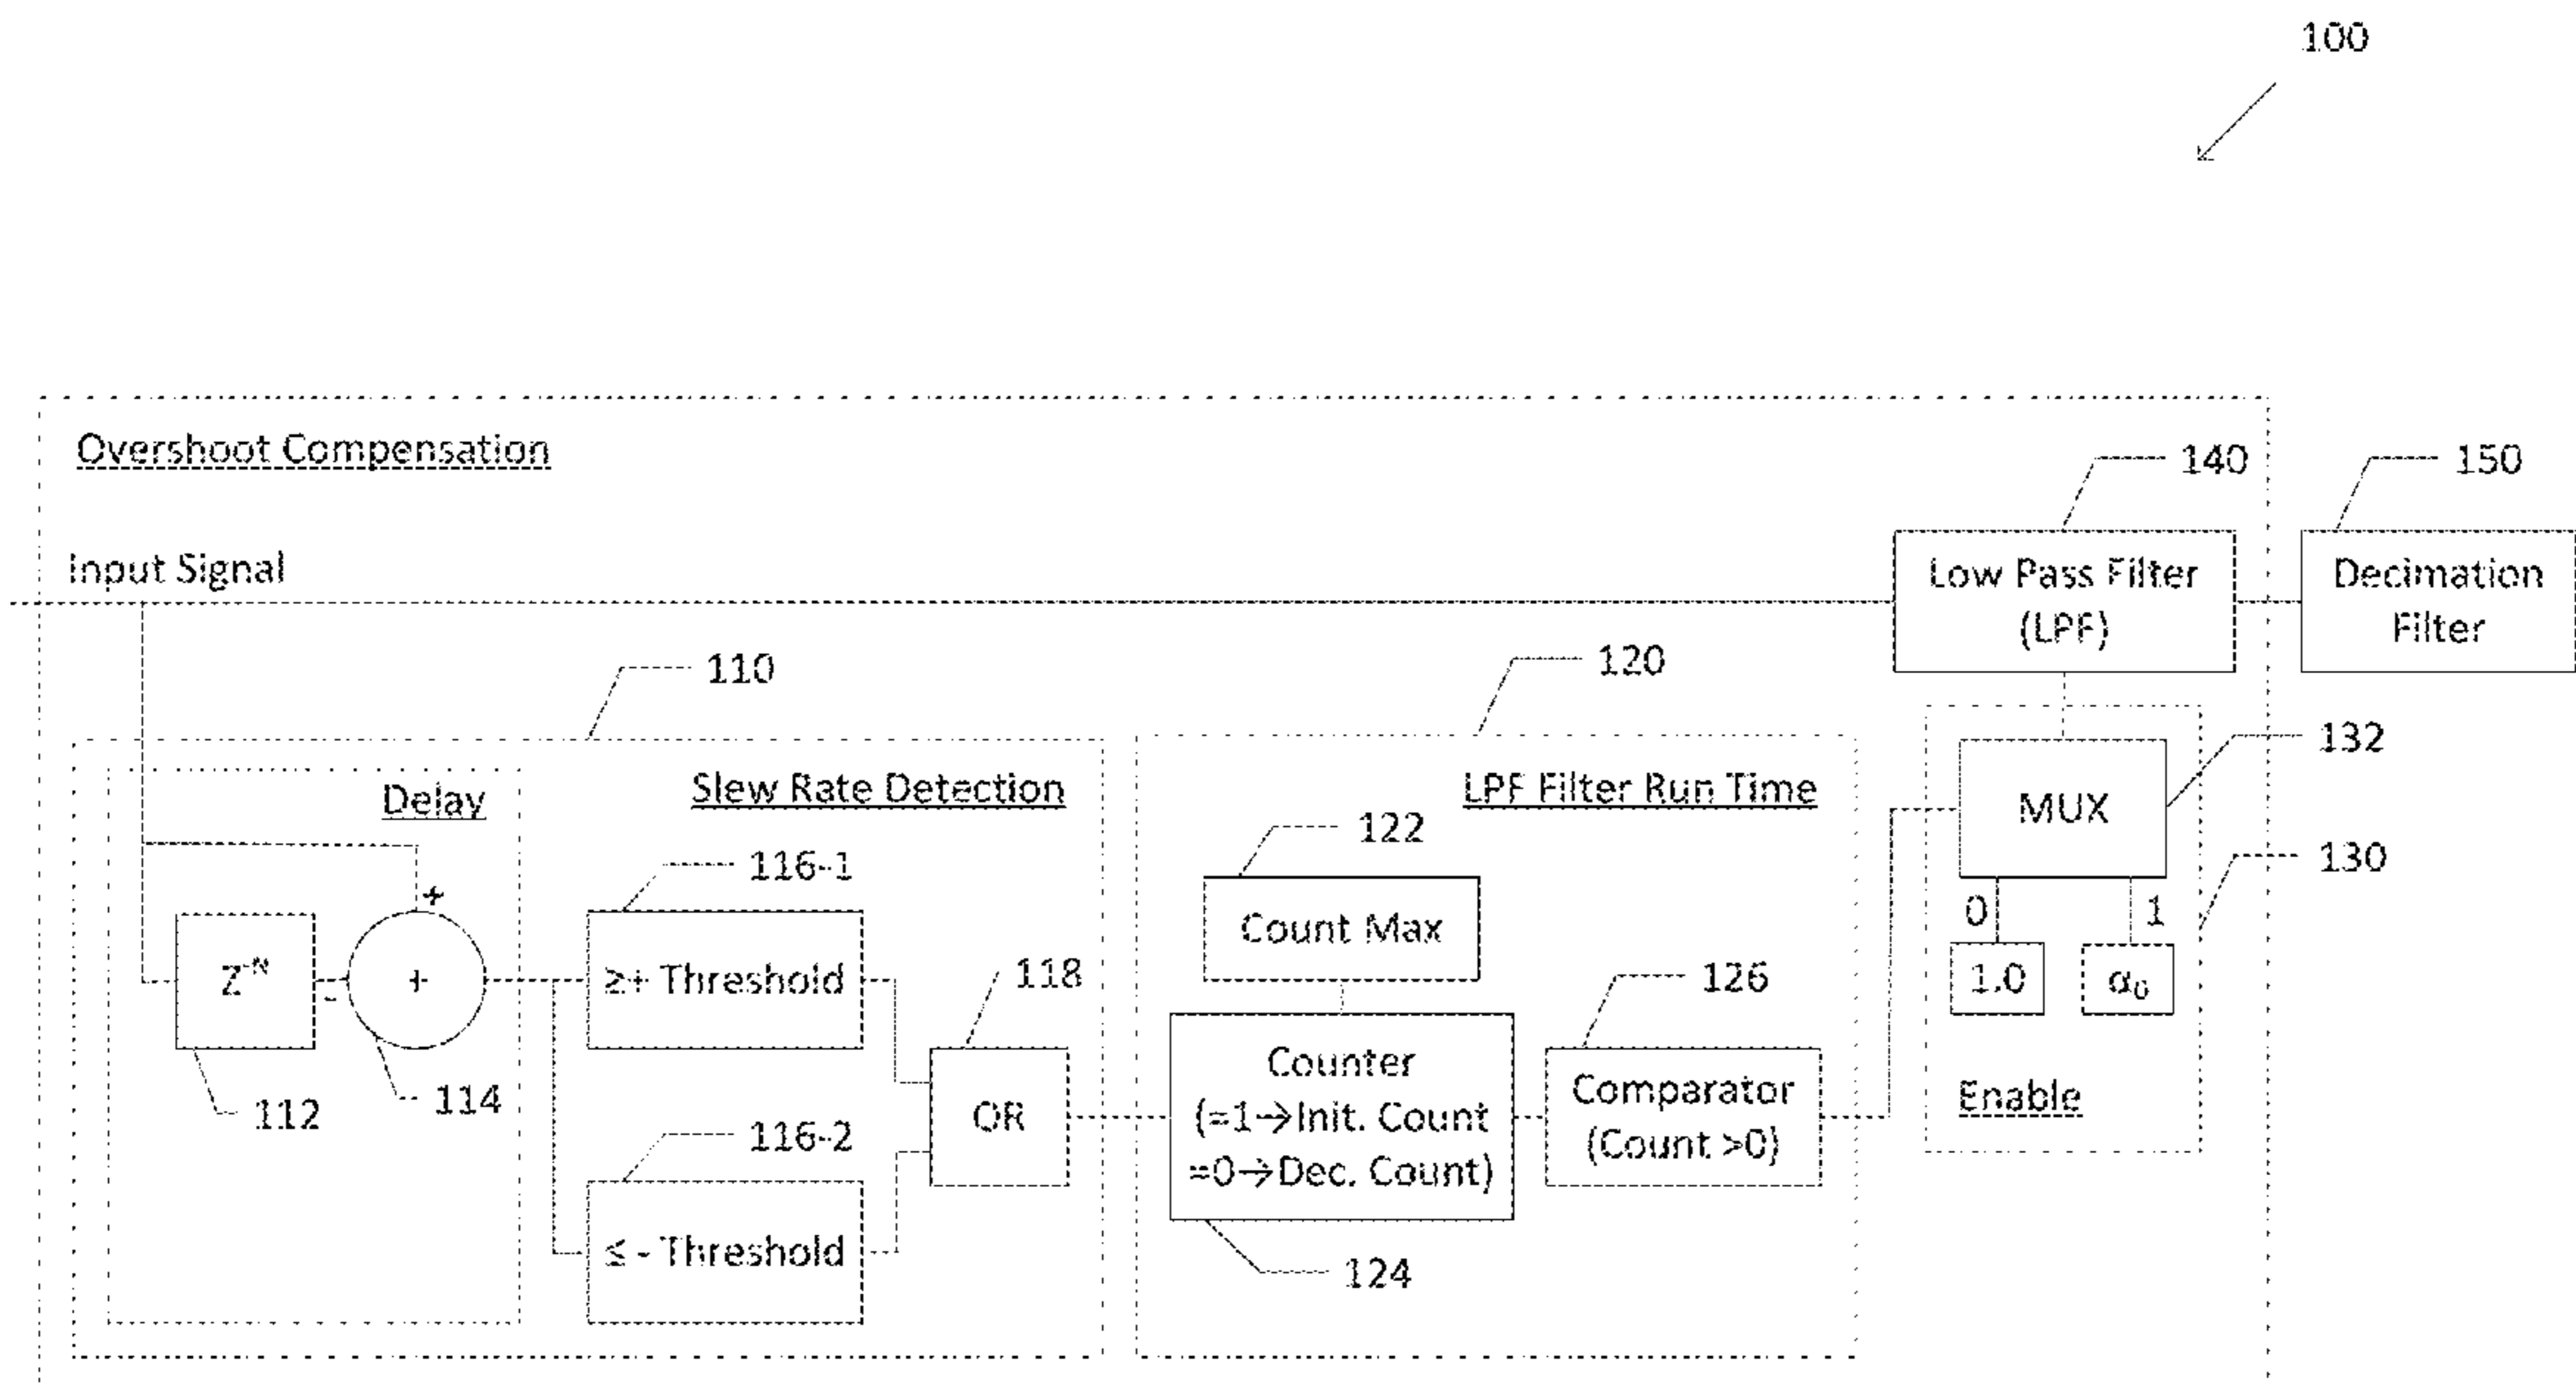 100
Overshoot Compensation
140
150
Input Signal
Low Pass Filter
(LPF)
Decimation
Filter
110
120
132
Delay
Slew Rate Detection
LPF Filter Run Time
MUX
122
116-1
130
+
Count Max
0
1
Z⁻ᴺ
-
+
≥+ Threshold
118
126
1.0
α₀
112
114
OR
Counter
(=1→Init. Count
=0→Dec. Count)
Comparator
(Count >0)
Enable
116-2
≤ - Threshold
124